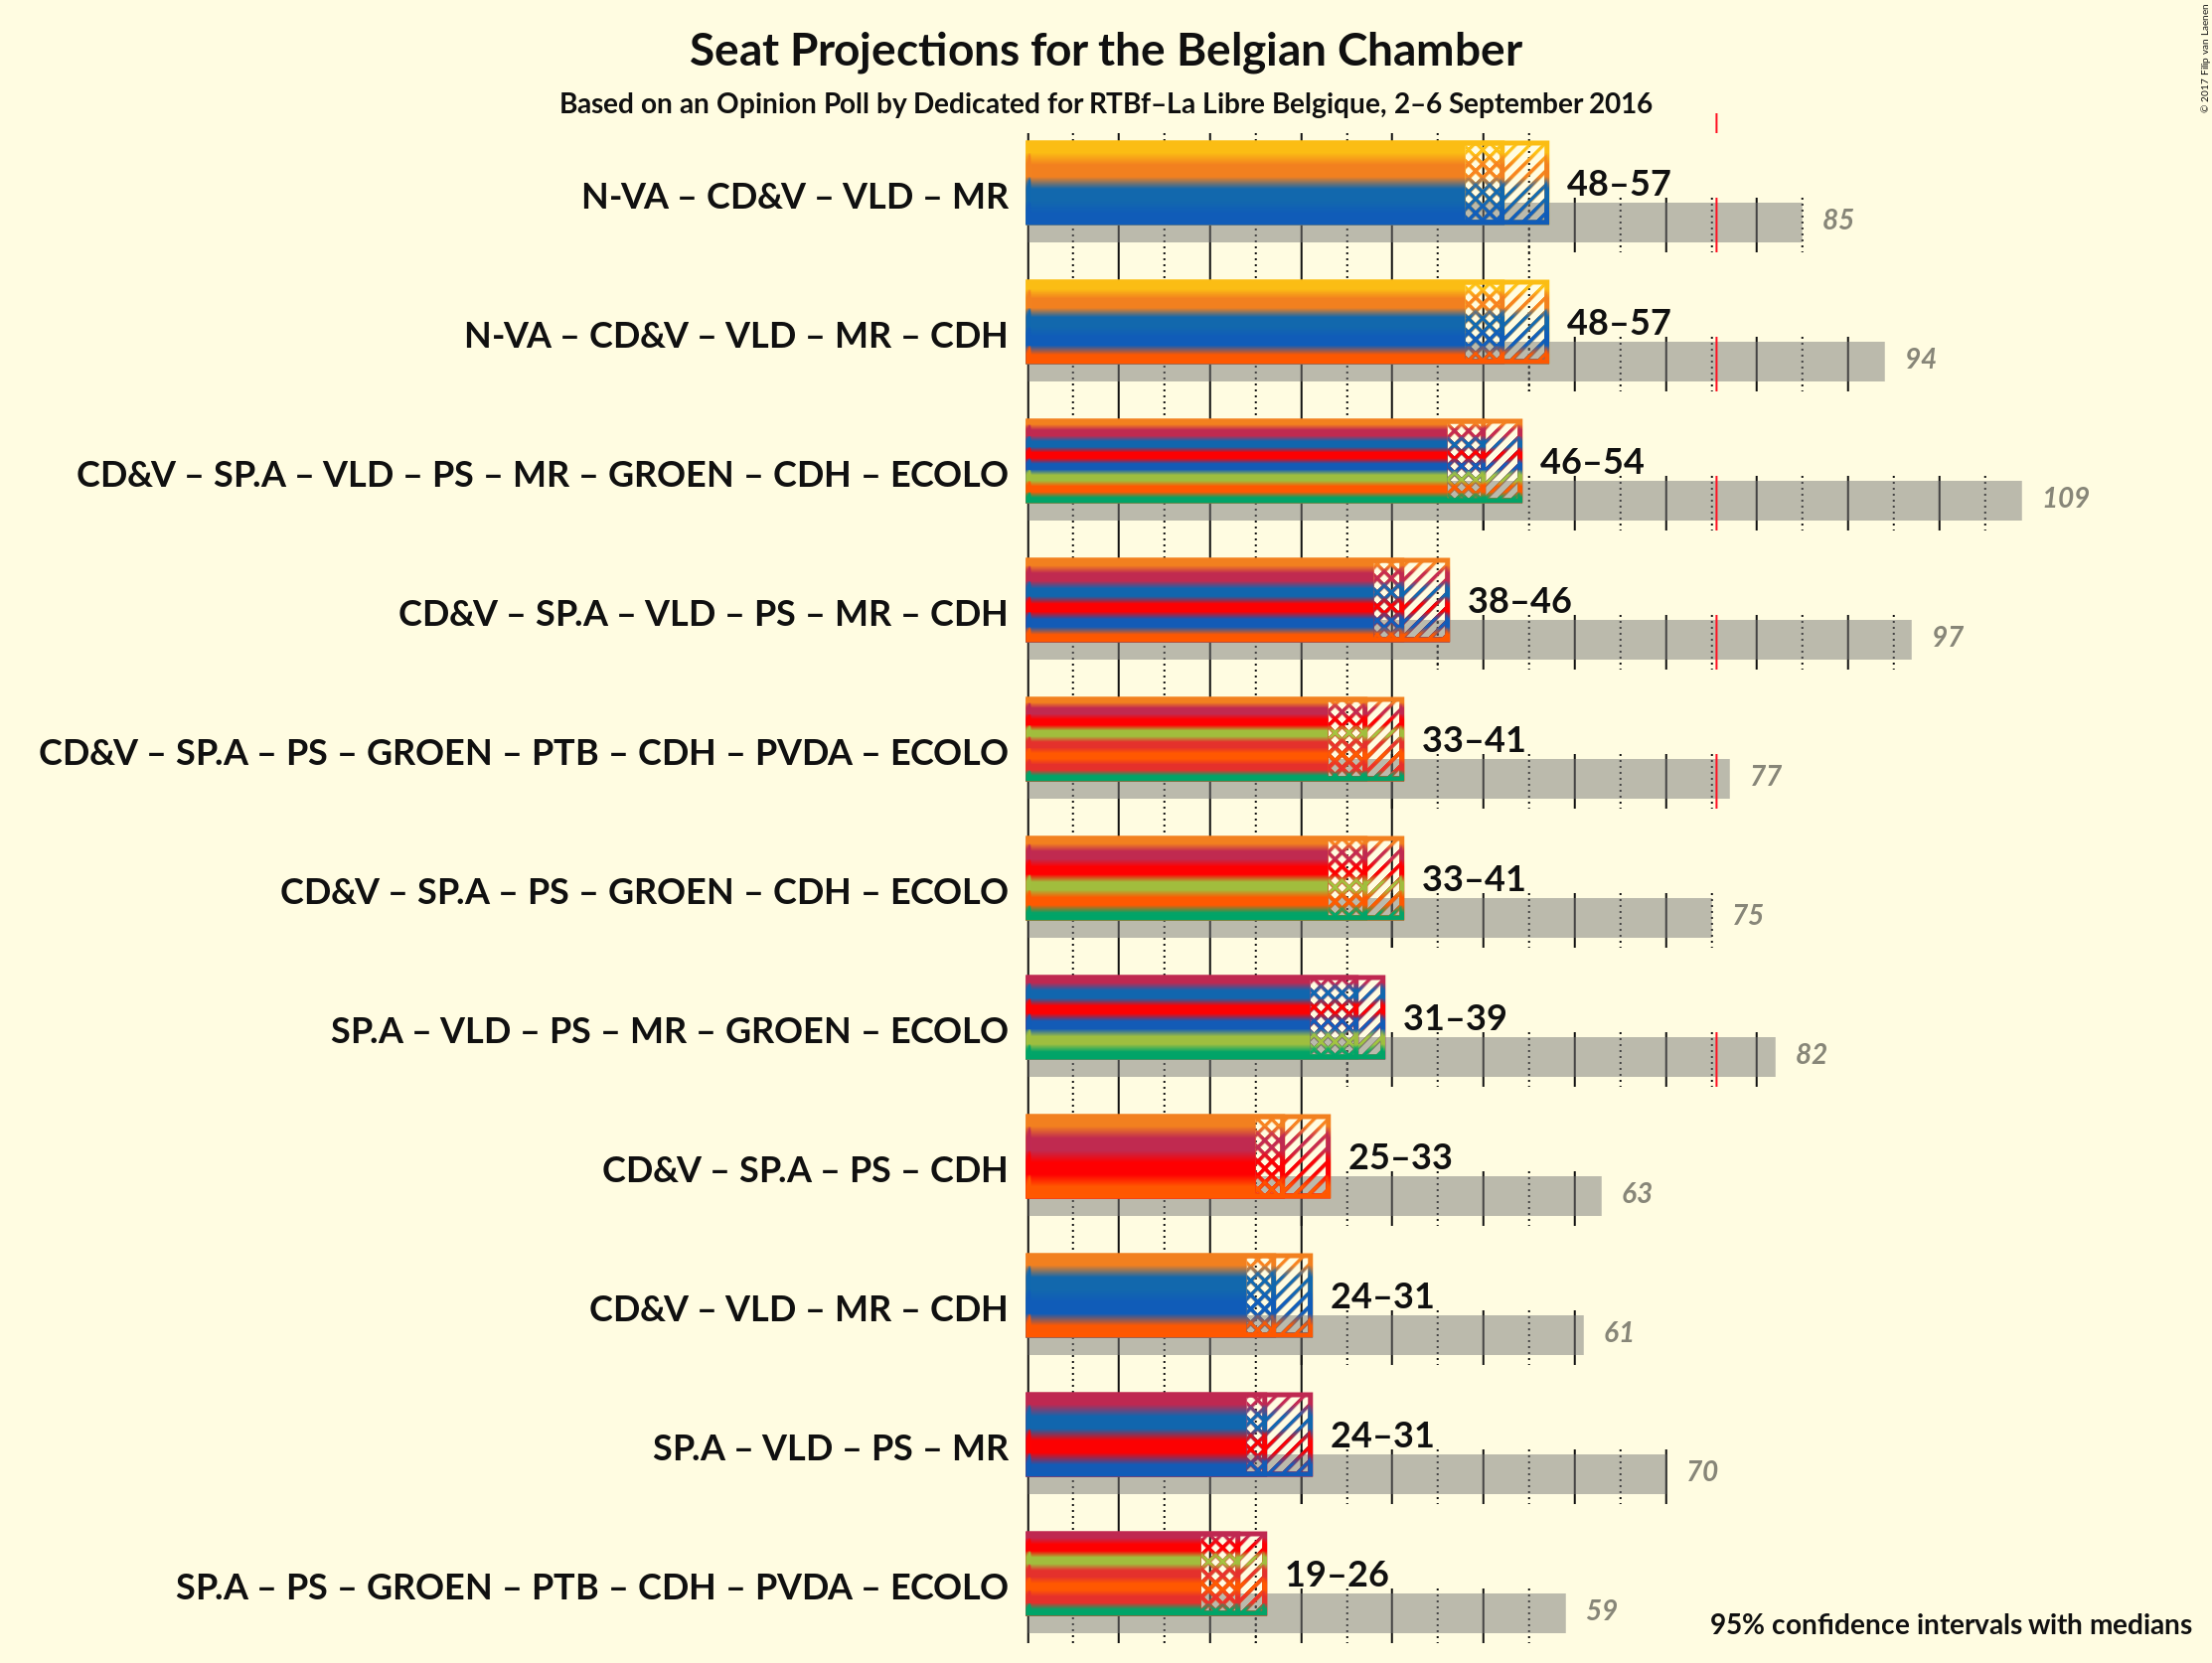 Seat Projections for the Belgian Chamber
Based on an Opinion Poll by Dedicated for RTBf–La Libre Belgique, 2–6 September 2016
© 2017 Filip van Laenen
N-VA – CD&V – VLD – MR
48–57
85
N-VA – CD&V – VLD – MR – CDH
48–57
94
CD&V – SP.A – VLD – PS – MR – GROEN – CDH – ECOLO
46–54
109
CD&V – SP.A – VLD – PS – MR – CDH
38–46
97
CD&V – SP.A – PS – GROEN – PTB – CDH – PVDA – ECOLO
33–41
77
CD&V – SP.A – PS – GROEN – CDH – ECOLO
33–41
75
SP.A – VLD – PS – MR – GROEN – ECOLO
31–39
82
CD&V – SP.A – PS – CDH
25–33
63
CD&V – VLD – MR – CDH
24–31
61
SP.A – VLD – PS – MR
24–31
70
SP.A – PS – GROEN – PTB – CDH – PVDA – ECOLO
19–26
59
95% confidence intervals with medians